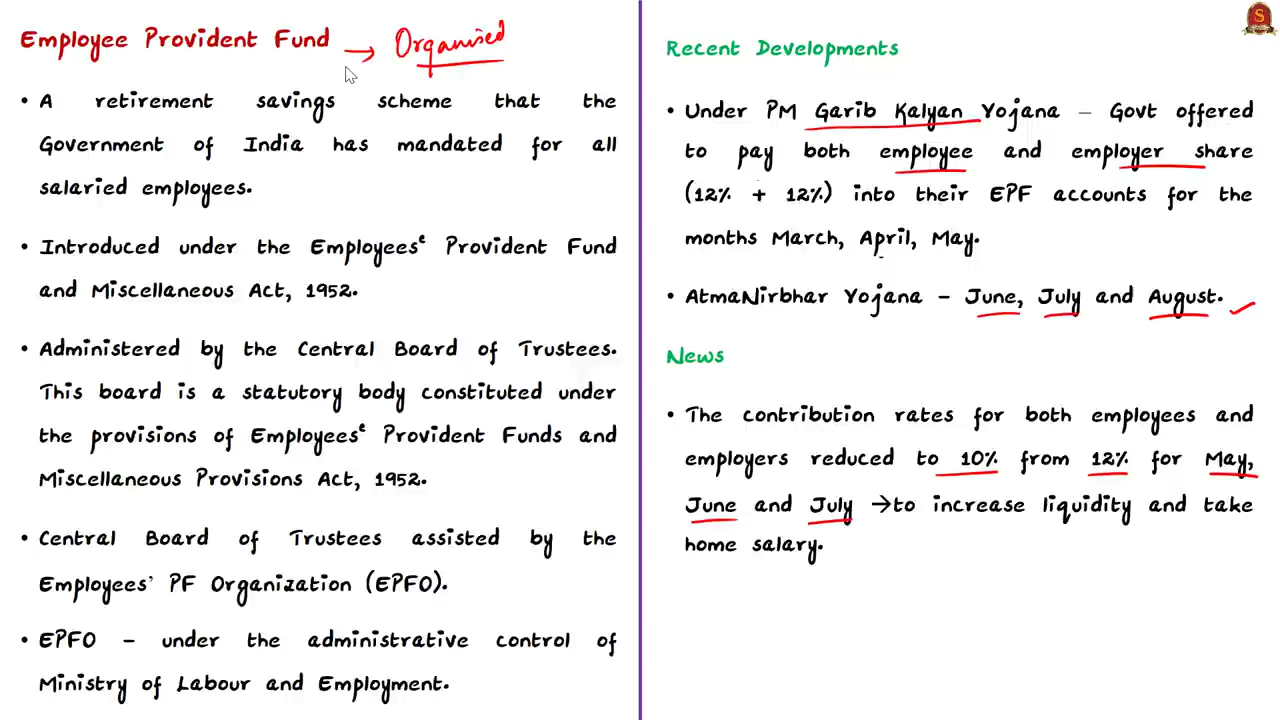 Employee Provident Fund → Organised
• A retirement savings scheme that the
Government of India has mandated for all
salaried employees.
• Introduced under the Employeesᵉ Provident Fund
and Miscellaneous Act, 1952.
• Administered by the Central Board of Trustees.
This board is a statutory body constituted under
the provisions of Employeesᵉ Provident Funds and
Miscellaneous Provisions Act, 1952.
• Central Board of Trustees assisted by the
Employees' PF Organization (EPFO).
• EPFO – under the administrative control of
Ministry of Labour and Employment.
Recent Developments
• Under PM Garib Kalyan Yojana – Govt offered
to pay both employee and employer share
(12% + 12%) into their EPF accounts for the
months March, April, May.
• AtmaNirbhar Yojana – June, July and August.
News
• The contribution rates for both employees and
employers reduced to 10% from 12% for May,
June and July →to increase liquidity and take
home salary.